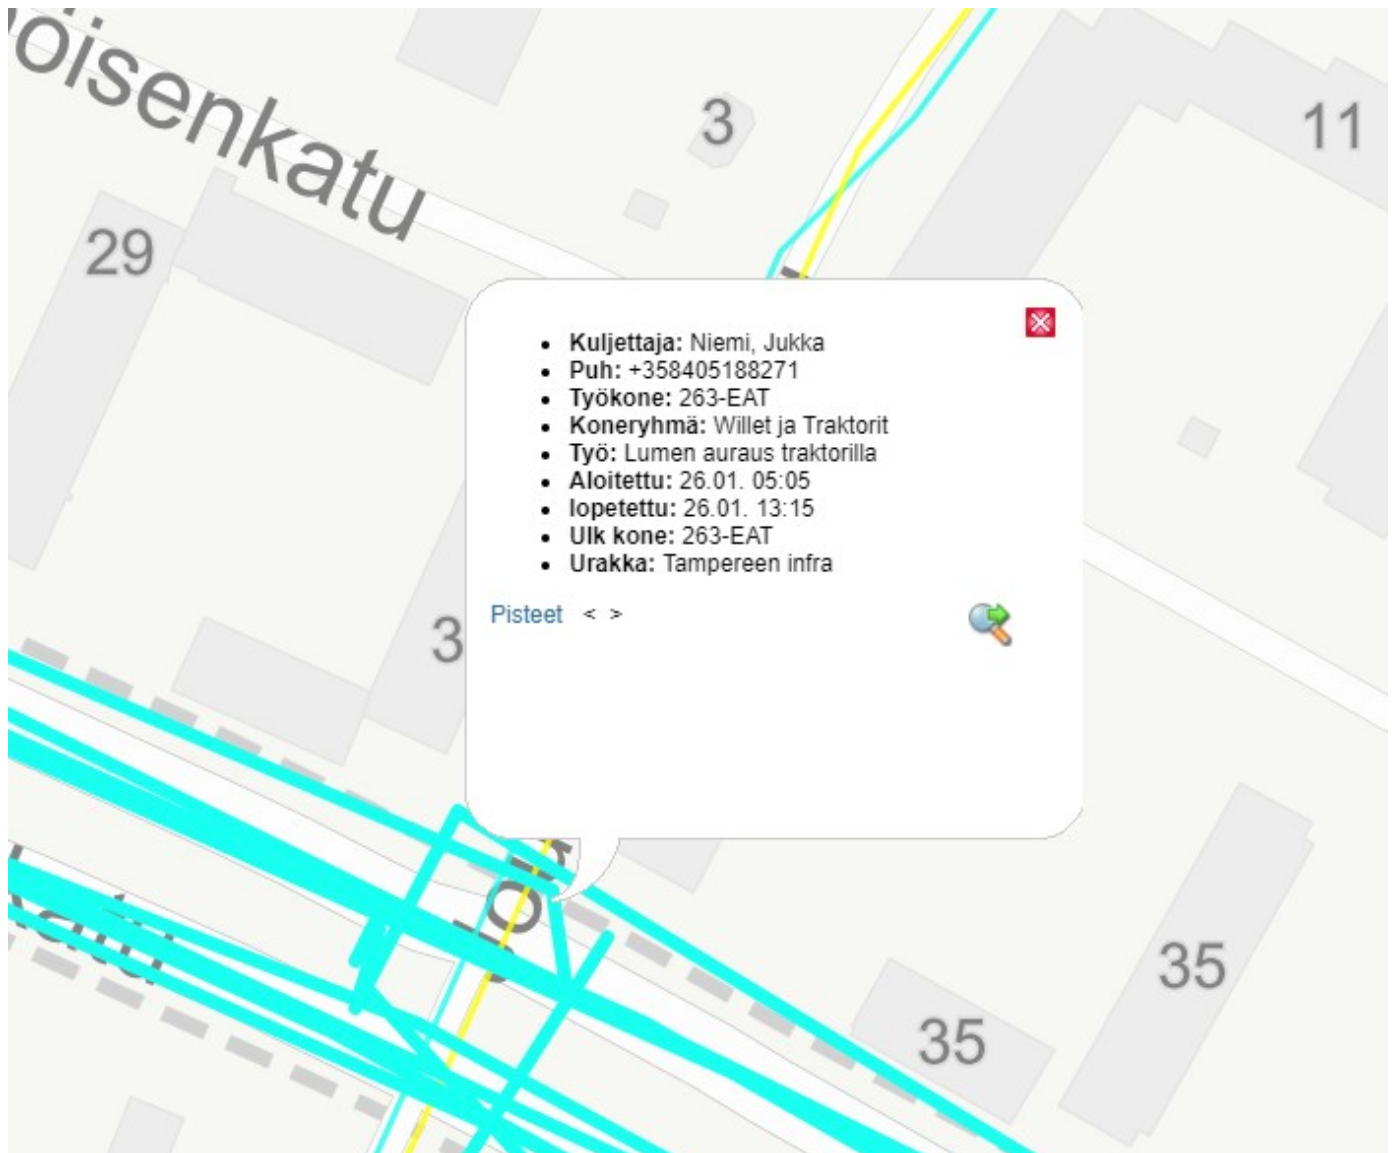 öisenkatu
3
11
29
Kuljettaja: Niemi, Jukka
Puh: +358405188271
Työkone: 263-EAT
Koneryhmä: Willet ja Traktorit
Työ: Lumen auraus traktorilla
Aloitettu: 26.01. 05:05
lopetettu: 26.01. 13:15
Ulk kone: 263-EAT
Urakka: Tampereen infra
Pisteet < >
3
35
35